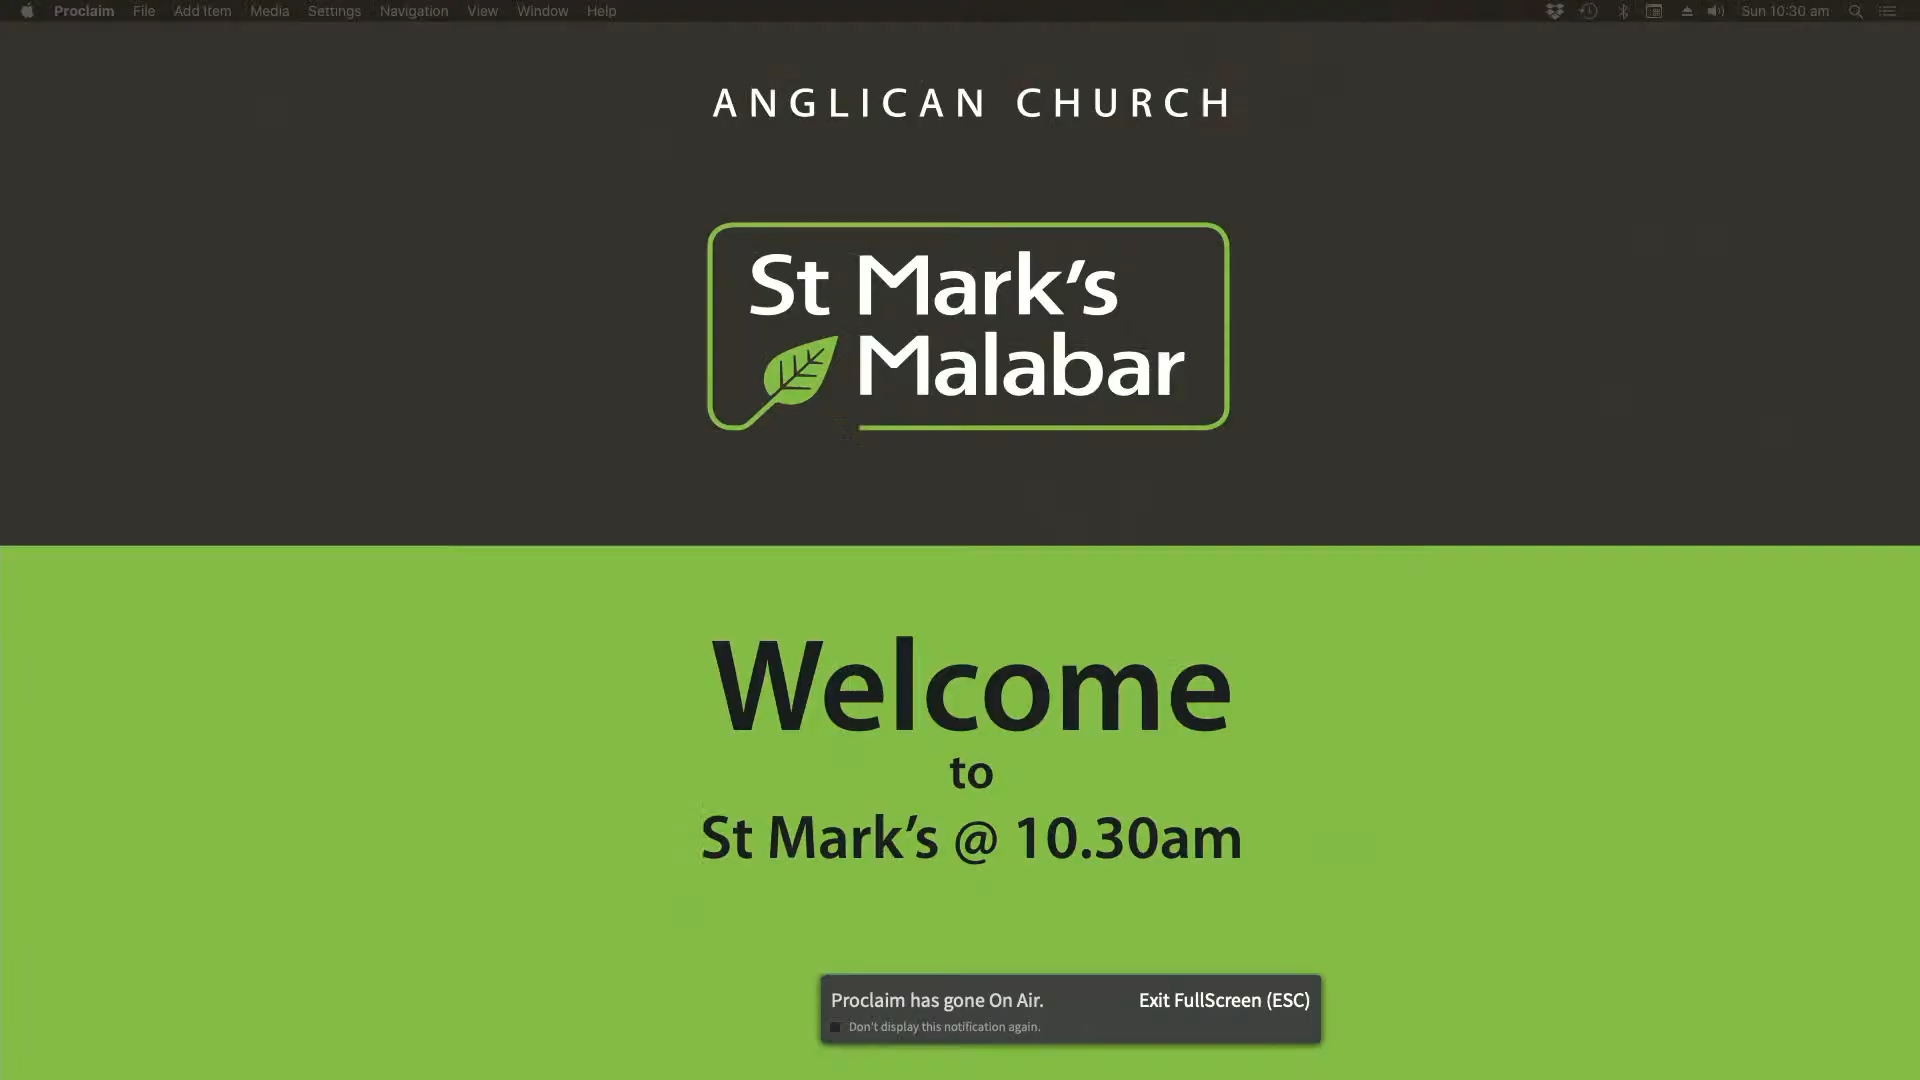 Proclaim File Add Item Media Settings Navigation View Window Help Sun 10:30 am
ANGLICAN CHURCH
St Mark's
Malabar
Welcome
to
St Mark's @ 10.30am
Proclaim has gone On Air. Exit FullScreen (ESC)
Don't display this notification again.